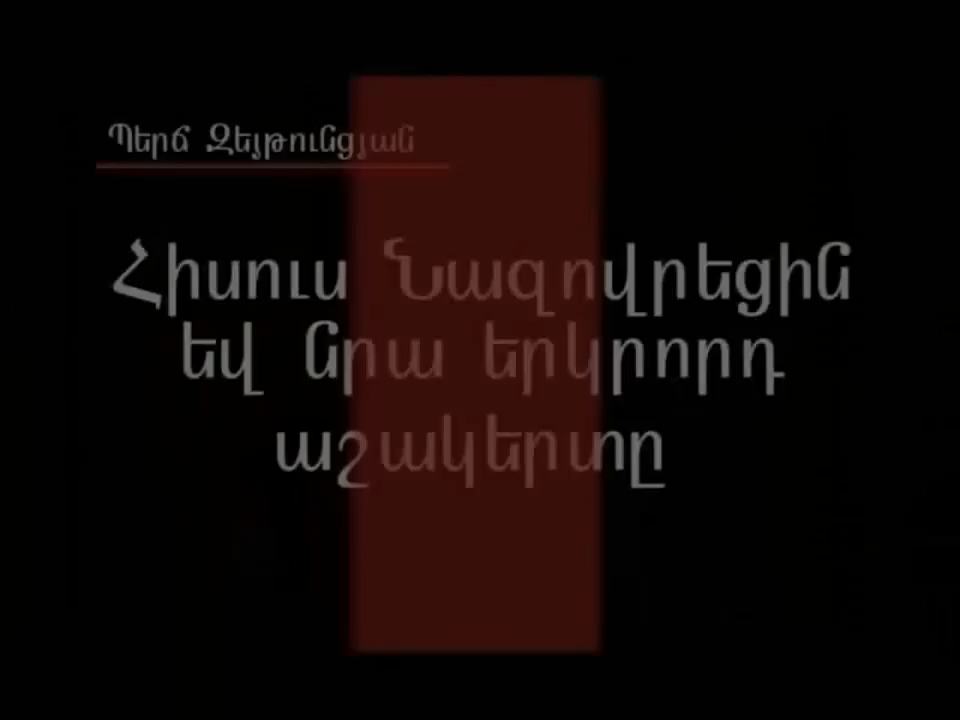 Պերճ Զեյթունցյան
Հիսուս Նազովրեցին
եվ նրա երկրորդ
աշակերտը